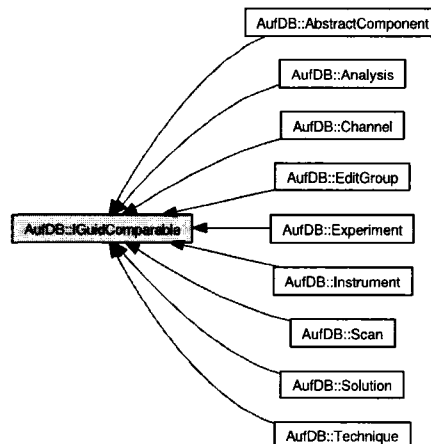 AufDB::AbstractComponent
AufDB::Analysis
AufDB::Channel
AufDB::EditGroup
AufDB::IGuidComparable
AufDB::Experiment
AufDB::Instrument
AufDB::Scan
AufDB::Solution
AufDB::Technique